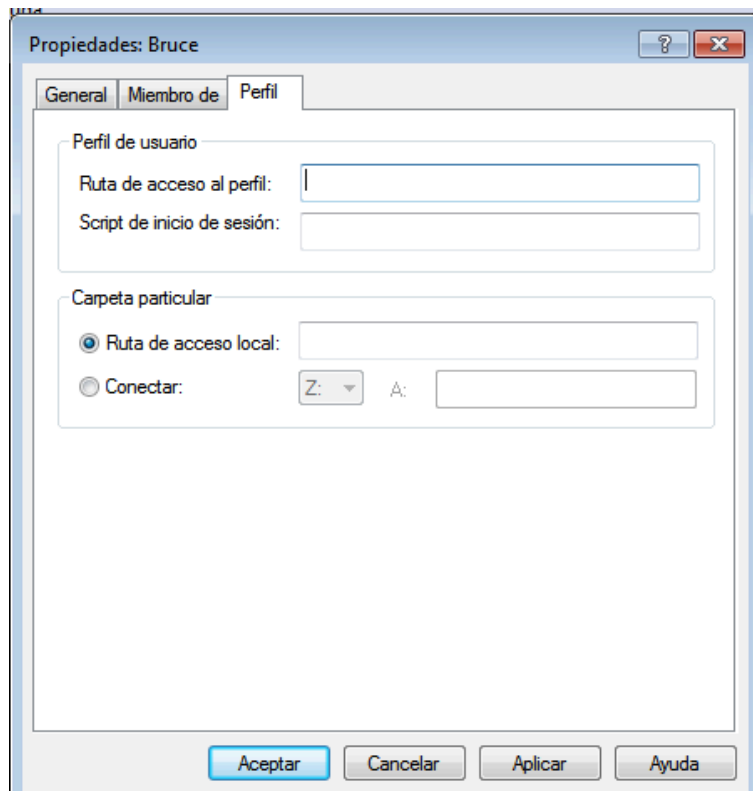 Propiedades: Bruce
General Miembro de Perfil
Perfil de usuario
Ruta de acceso al perfil:
Script de inicio de sesión:
Carpeta particular
Ruta de acceso local:
Conectar: Z: A:
Aceptar Cancelar Aplicar Ayuda